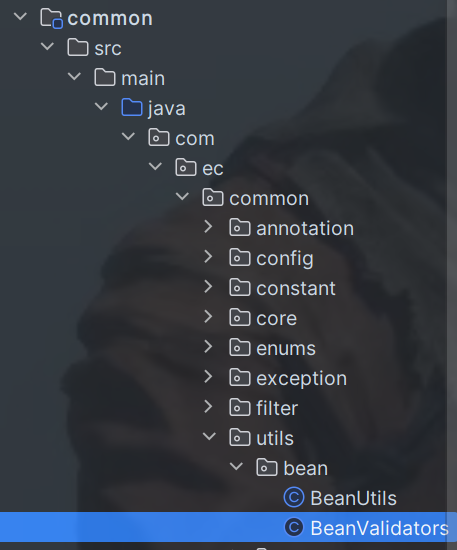 common
src
main
java
com
ec
common
annotation
config
constant
core
enums
exception
filter
utils
bean
BeanUtils
BeanValidators